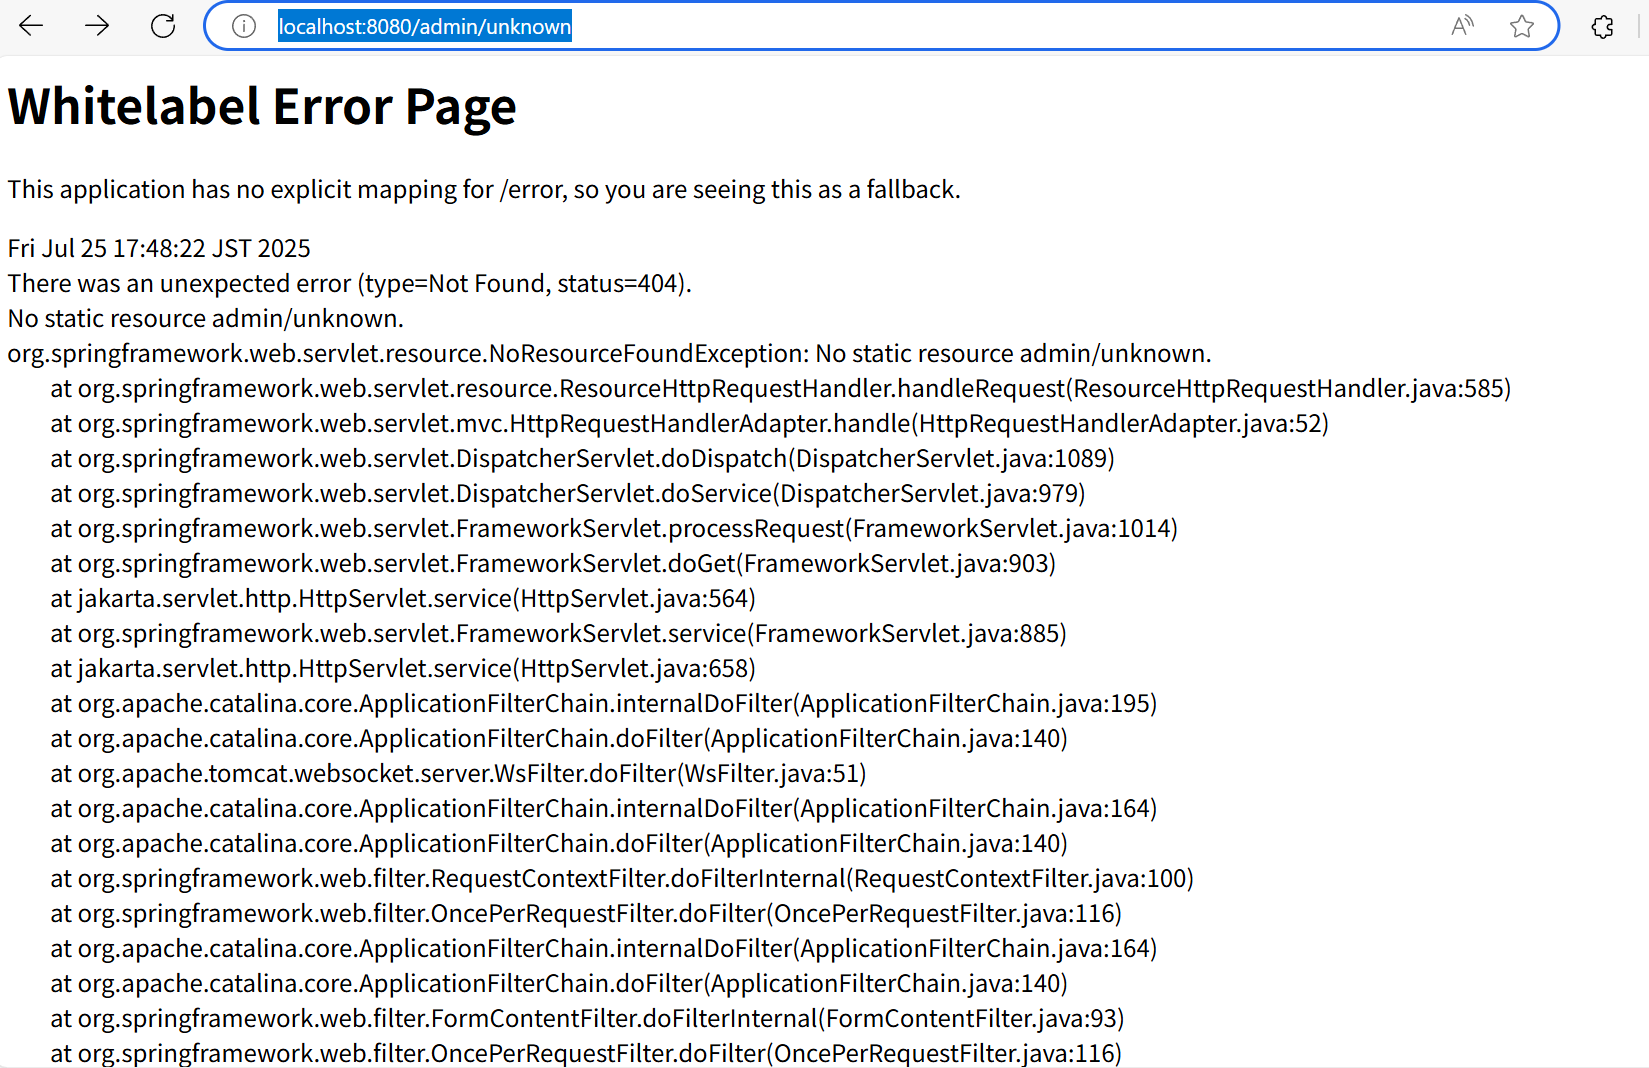 localhost:8080/admin/unknown
Whitelabel Error Page
This application has no explicit mapping for /error, so you are seeing this as a fallback.
Fri Jul 25 17:48:22 JST 2025
There was an unexpected error (type=Not Found, status=404).
No static resource admin/unknown.
org.springframework.web.servlet.resource.NoResourceFoundException: No static resource admin/unknown.
at org.springframework.web.servlet.resource.ResourceHttpRequestHandler.handleRequest(ResourceHttpRequestHandler.java:585)
at org.springframework.web.servlet.mvc.HttpRequestHandlerAdapter.handle(HttpRequestHandlerAdapter.java:52)
at org.springframework.web.servlet.DispatcherServlet.doDispatch(DispatcherServlet.java:1089)
at org.springframework.web.servlet.DispatcherServlet.doService(DispatcherServlet.java:979)
at org.springframework.web.servlet.FrameworkServlet.processRequest(FrameworkServlet.java:1014)
at org.springframework.web.servlet.FrameworkServlet.doGet(FrameworkServlet.java:903)
at jakarta.servlet.http.HttpServlet.service(HttpServlet.java:564)
at org.springframework.web.servlet.FrameworkServlet.service(FrameworkServlet.java:885)
at jakarta.servlet.http.HttpServlet.service(HttpServlet.java:658)
at org.apache.catalina.core.ApplicationFilterChain.internalDoFilter(ApplicationFilterChain.java:195)
at org.apache.catalina.core.ApplicationFilterChain.doFilter(ApplicationFilterChain.java:140)
at org.apache.tomcat.websocket.server.WsFilter.doFilter(WsFilter.java:51)
at org.apache.catalina.core.ApplicationFilterChain.internalDoFilter(ApplicationFilterChain.java:164)
at org.apache.catalina.core.ApplicationFilterChain.doFilter(ApplicationFilterChain.java:140)
at org.springframework.web.filter.RequestContextFilter.doFilterInternal(RequestContextFilter.java:100)
at org.springframework.web.filter.OncePerRequestFilter.doFilter(OncePerRequestFilter.java:116)
at org.apache.catalina.core.ApplicationFilterChain.internalDoFilter(ApplicationFilterChain.java:164)
at org.apache.catalina.core.ApplicationFilterChain.doFilter(ApplicationFilterChain.java:140)
at org.springframework.web.filter.FormContentFilter.doFilterInternal(FormContentFilter.java:93)
at org.springframework.web.filter.OncePerRequestFilter.doFilter(OncePerRequestFilter.java:116)